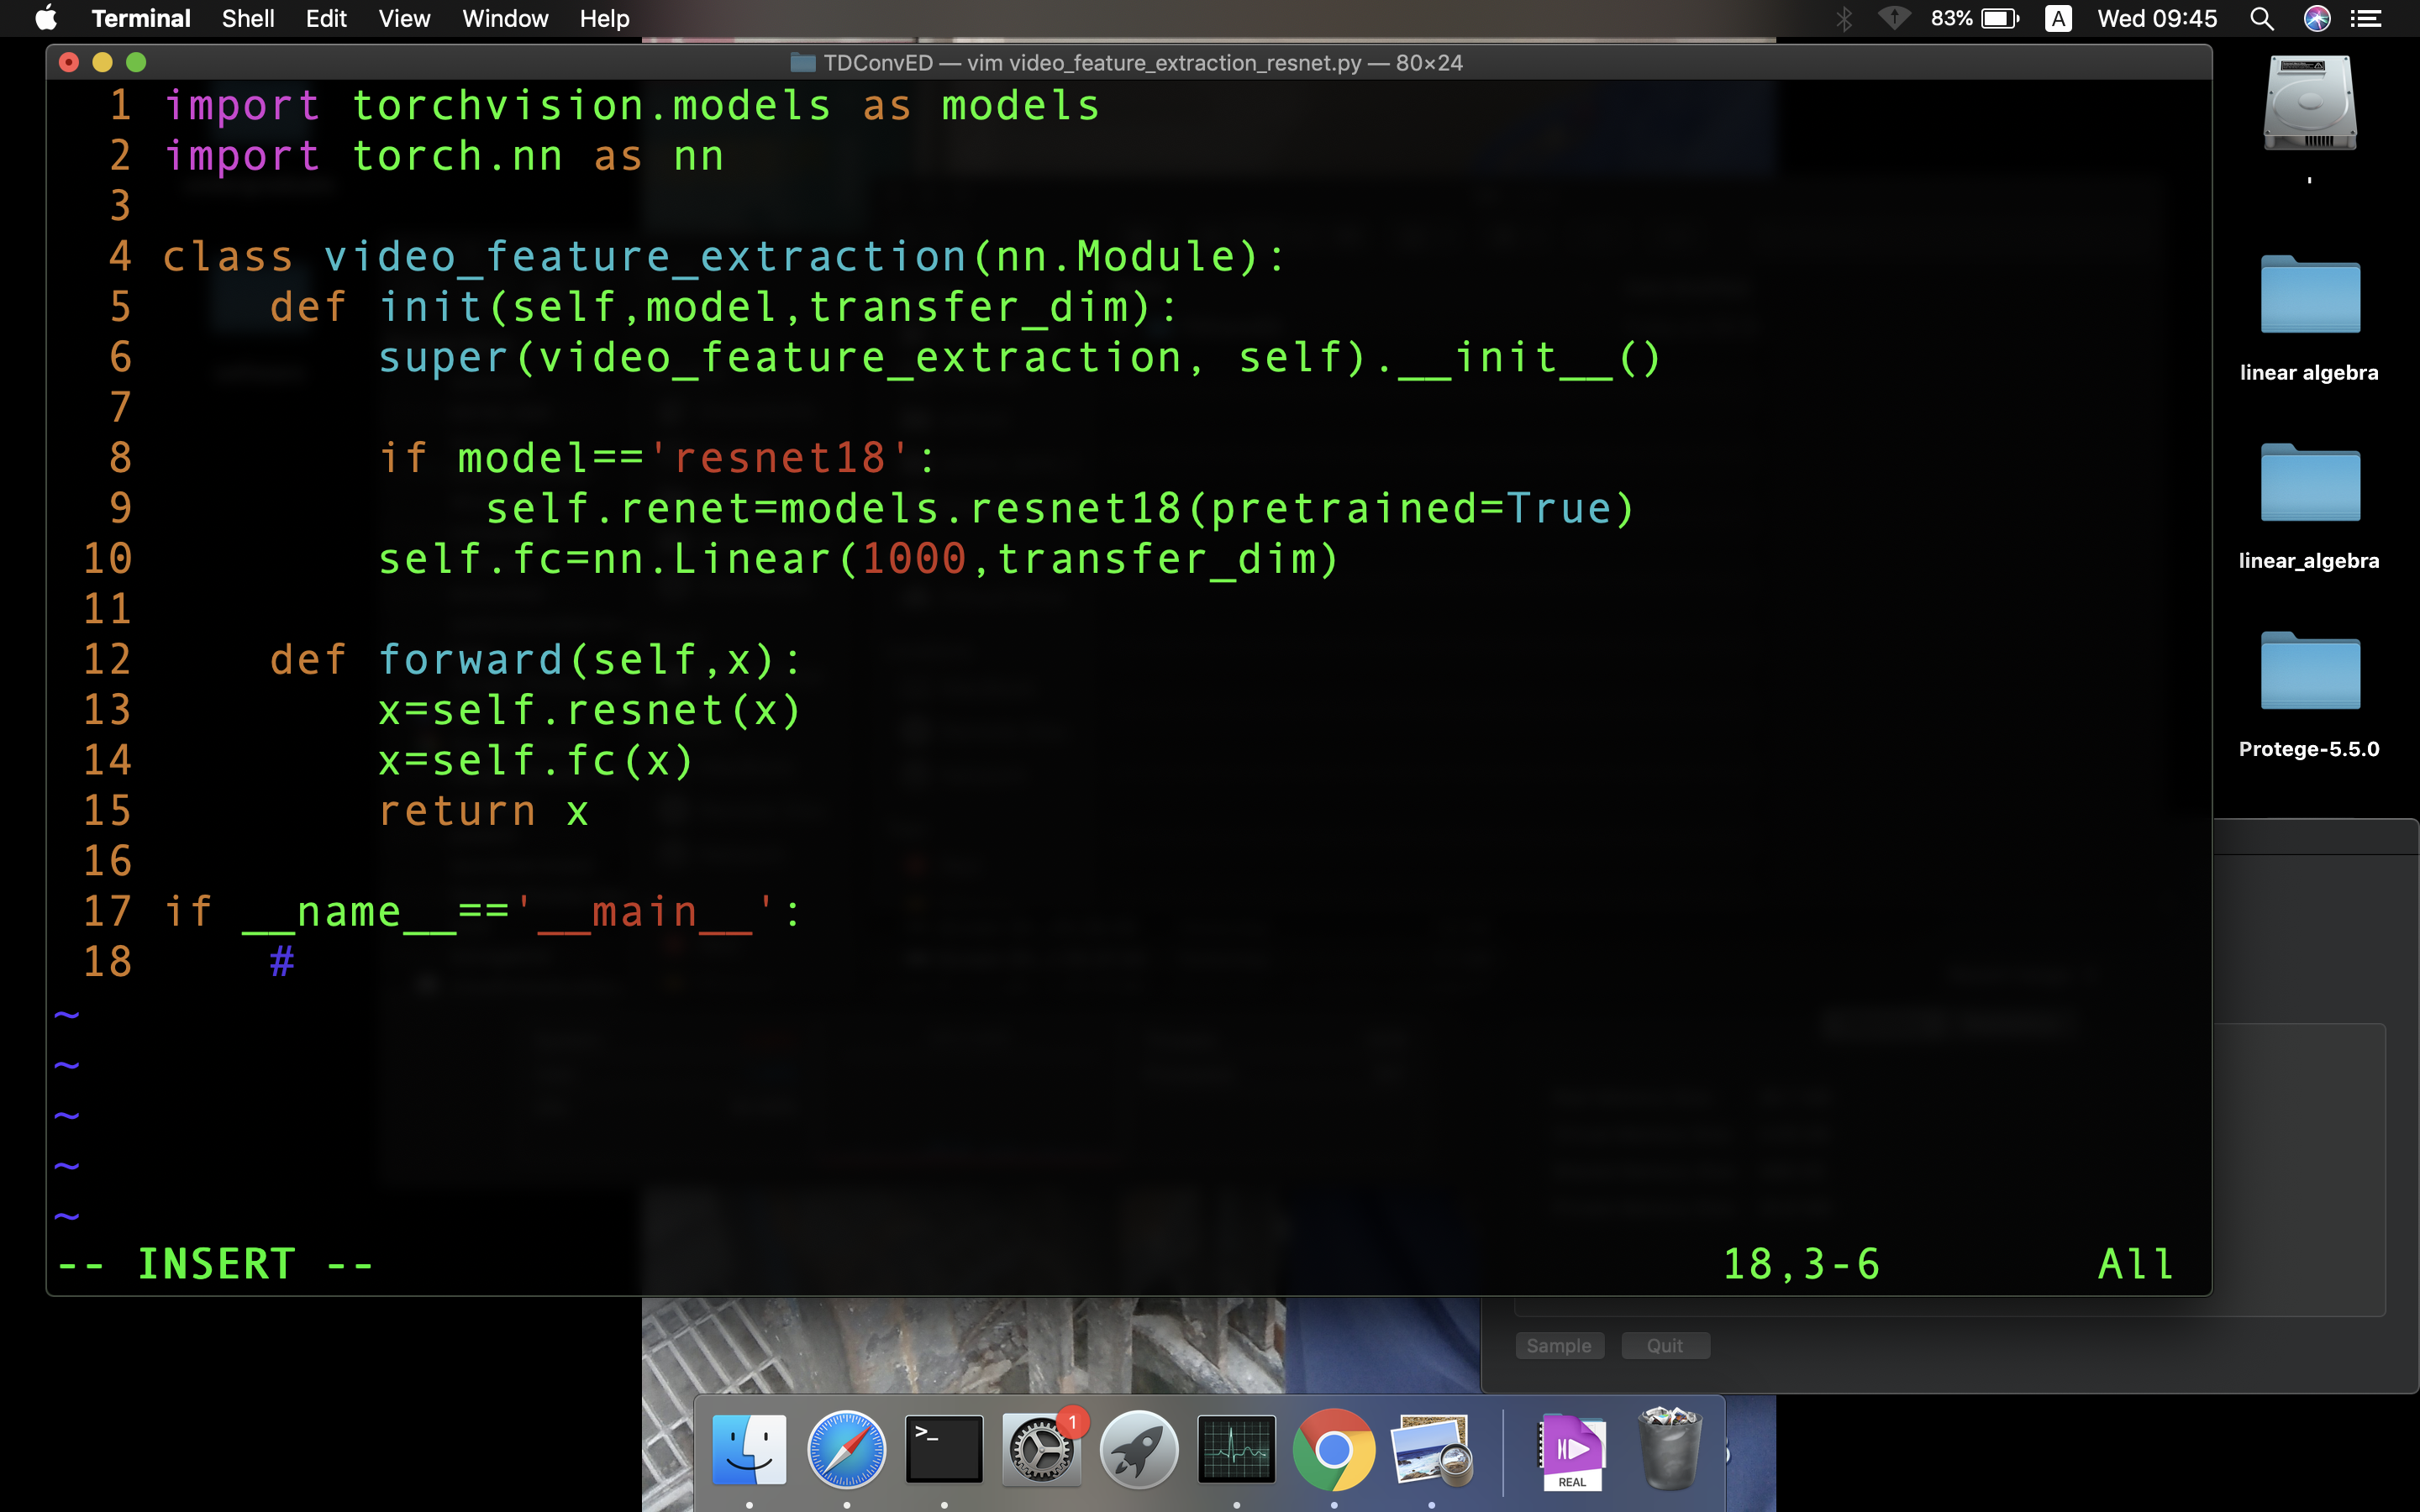 Terminal Shell Edit View Window Help 83% A Wed 09:45
TDConvED — vim video_feature_extraction_resnet.py — 80×24
1 import torchvision.models as models
2 import torch.nn as nn
3
4 class video_feature_extraction(nn.Module):
5     def init(self,model,transfer_dim):
6         super(video_feature_extraction, self).__init__()
7
8         if model=='resnet18':
9             self.renet=models.resnet18(pretrained=True)
10         self.fc=nn.Linear(1000,transfer_dim)
11
12     def forward(self,x):
13         x=self.resnet(x)
14         x=self.fc(x)
15         return x
16
17 if __name__=='__main__':
18     #
~
~
~
~
~
-- INSERT -- 18,3-6 All
'
linear algebra
linear_algebra
Protege-5.5.0
Sample Quit
1
>_
REAL